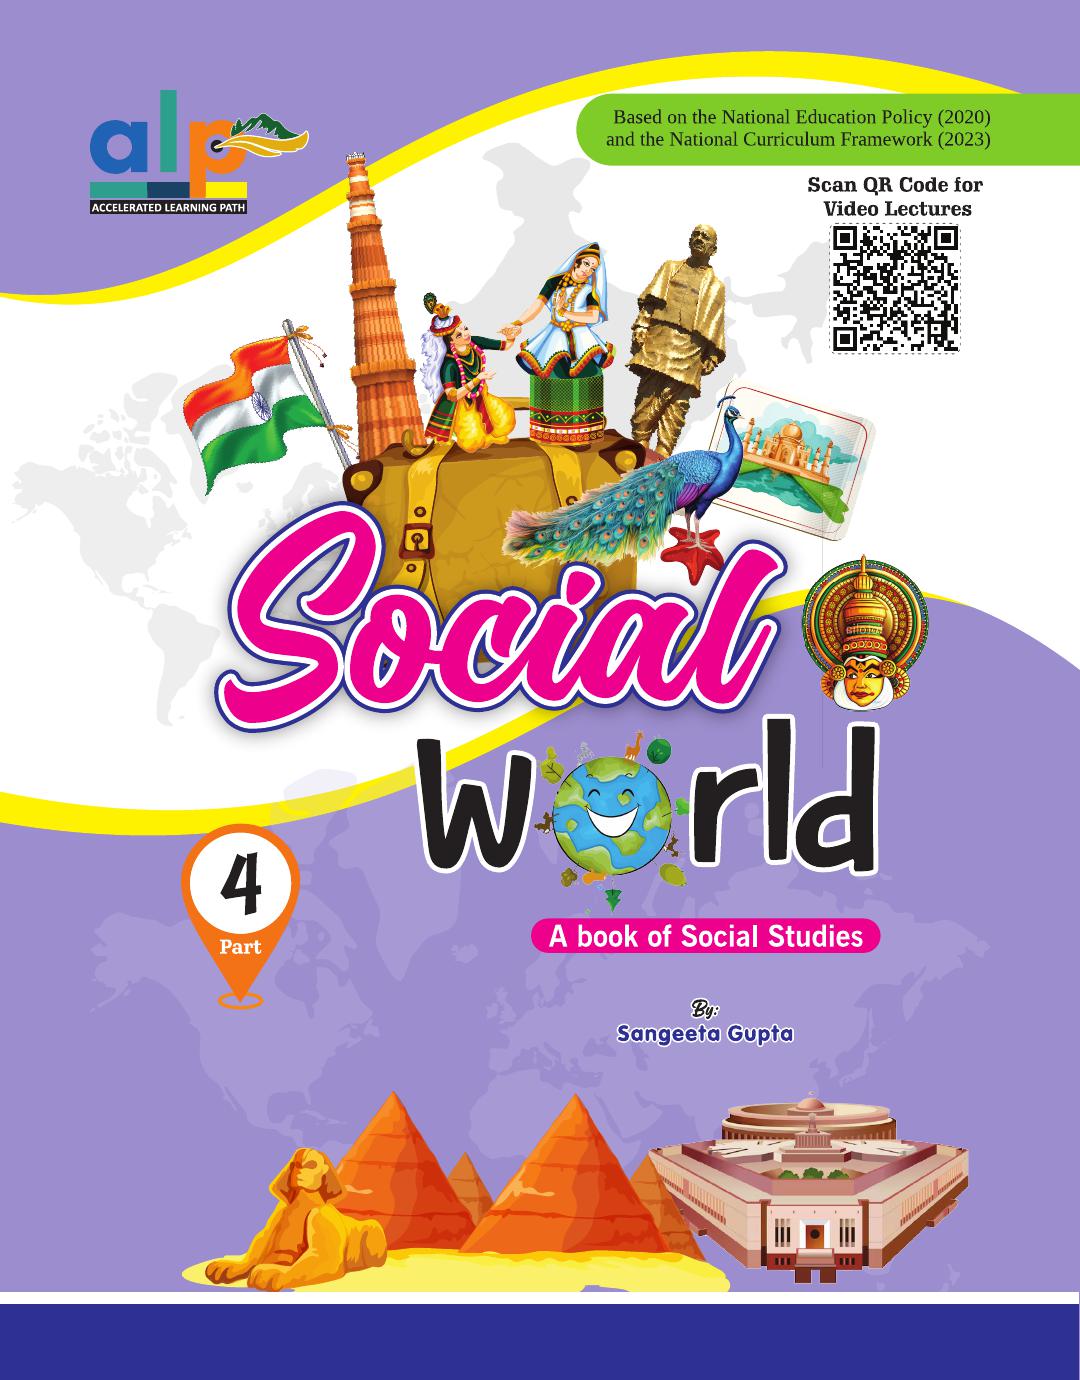 alp
ACCELERATED LEARNING PATH
Based on the National Education Policy (2020)
and the National Curriculum Framework (2023)
Scan QR Code for
Video Lectures
Social
World
4
Part
A book of Social Studies
By:
Sangeeta Gupta